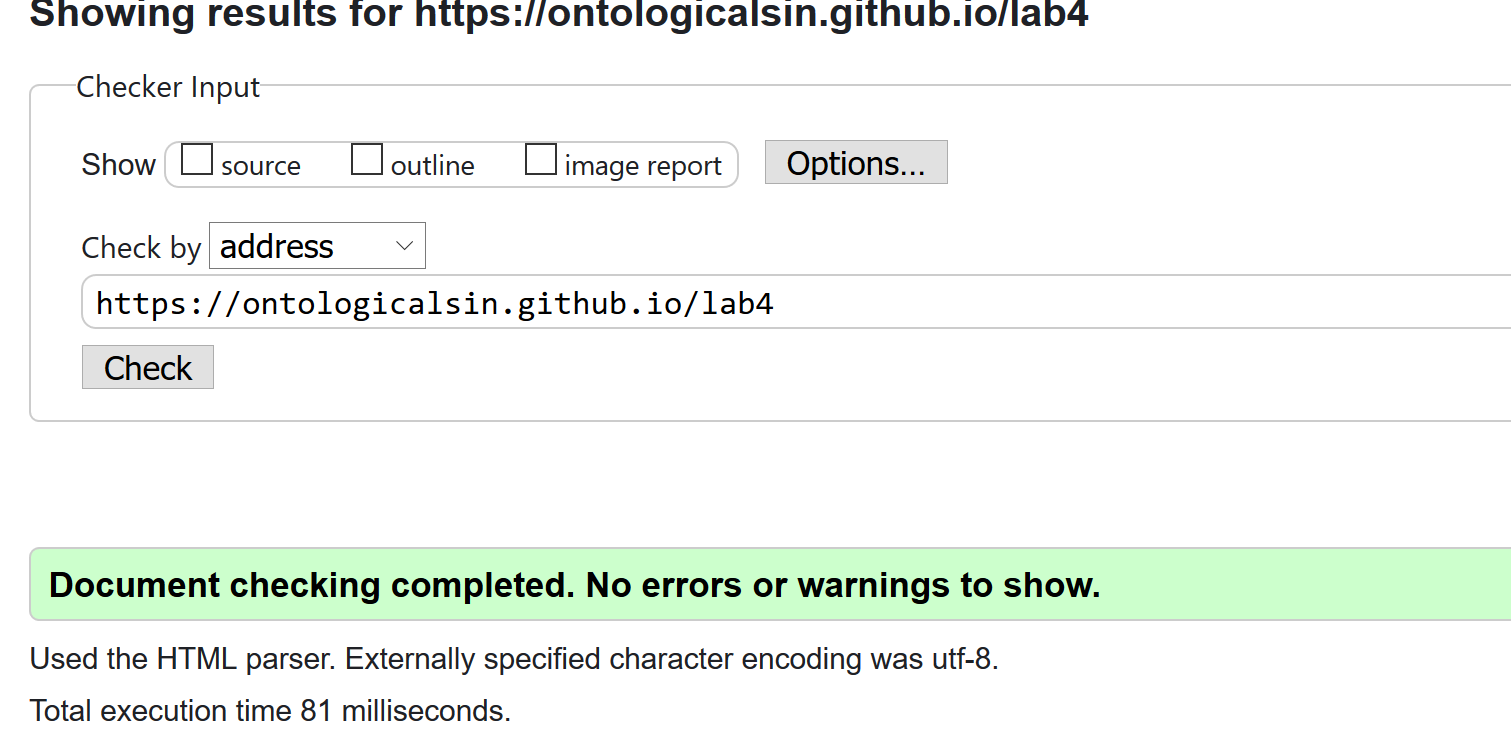 Showing results for https://ontologicalsin.github.io/lab4
Checker Input
Show source outline image report Options...
Check by address
https://ontologicalsin.github.io/lab4
Check
Document checking completed. No errors or warnings to show.
Used the HTML parser. Externally specified character encoding was utf-8.
Total execution time 81 milliseconds.